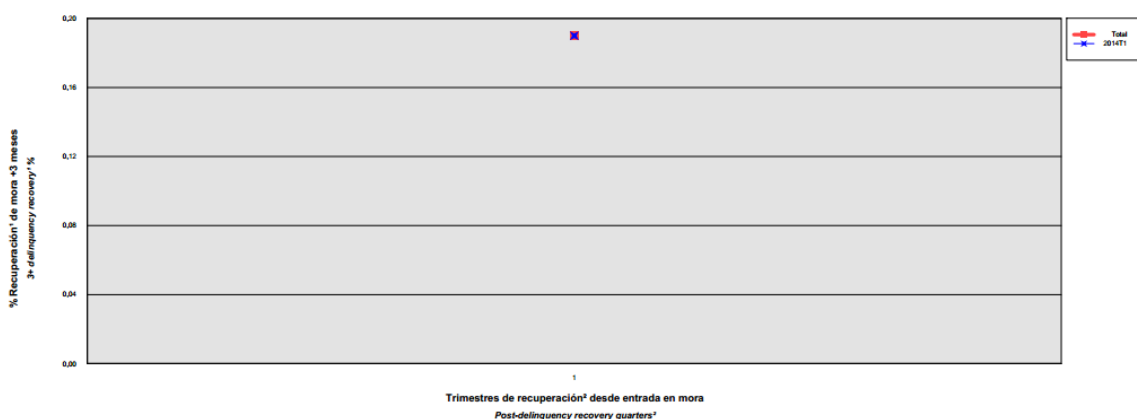 0,20
0,16
0,12
0,08
0,04
0,00
% Recuperación¹ de mora +3 meses
3+ delinquency recovery¹ %
1
Trimestres de recuperación² desde entrada en mora
Post-delinquency recovery quarters²
Total
2014T1